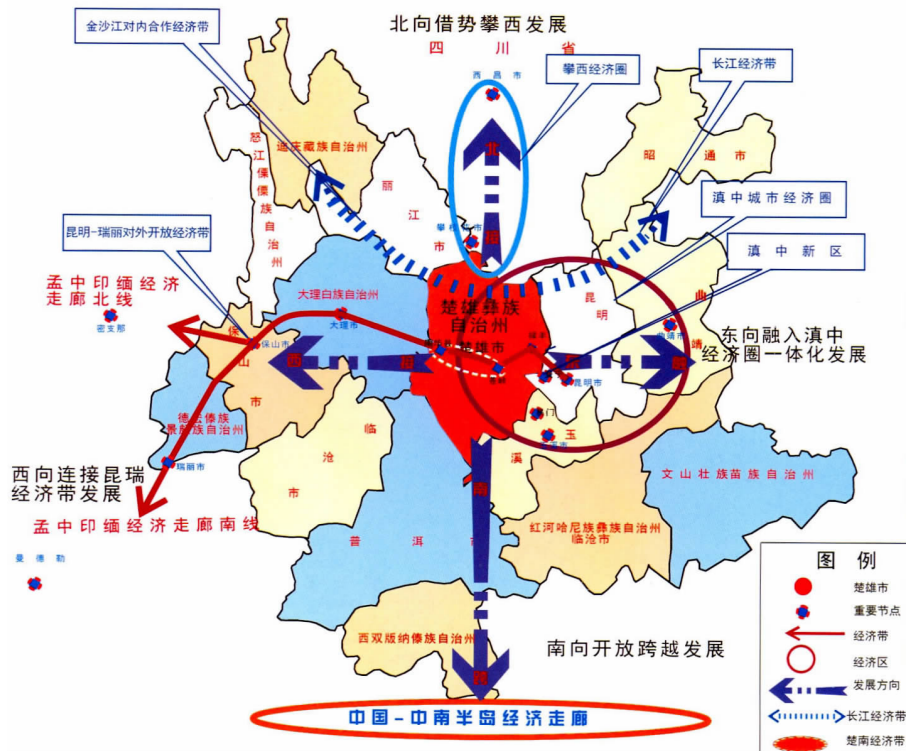 北向借势攀西发展
金沙江对内合作经济带
四川省
西昌市
攀西经济圈
长江经济带
怒江傈僳族自治州
迪庆藏族自治州
丽江市
昭通市
北
向
滇中城市经济圈
滇中新区
昆明-瑞丽对外开放经济带
孟中印缅经济
走廊北线
密支那
大理白族自治州
大理市
楚雄彝族
自治州
楚雄市
昆明
曲靖
曲靖市
东向融入滇中
经济圈一体化发展
保山市
保山市
西
向
昆明市
德宏傣族
景颇族自治州
瑞丽市
临沧市
玉溪
西向连接昆瑞
经济带发展
孟中印缅经济走廊南线
曼德勒
南
普洱
文山壮族苗族自治州
红河哈尼族彝族自治州
临沧市
西双版纳傣族自治州
南向开放跨越发展
中国-中南半岛经济走廊
图例
楚雄市
重要节点
经济带
经济区
发展方向
长江经济带
楚南经济带